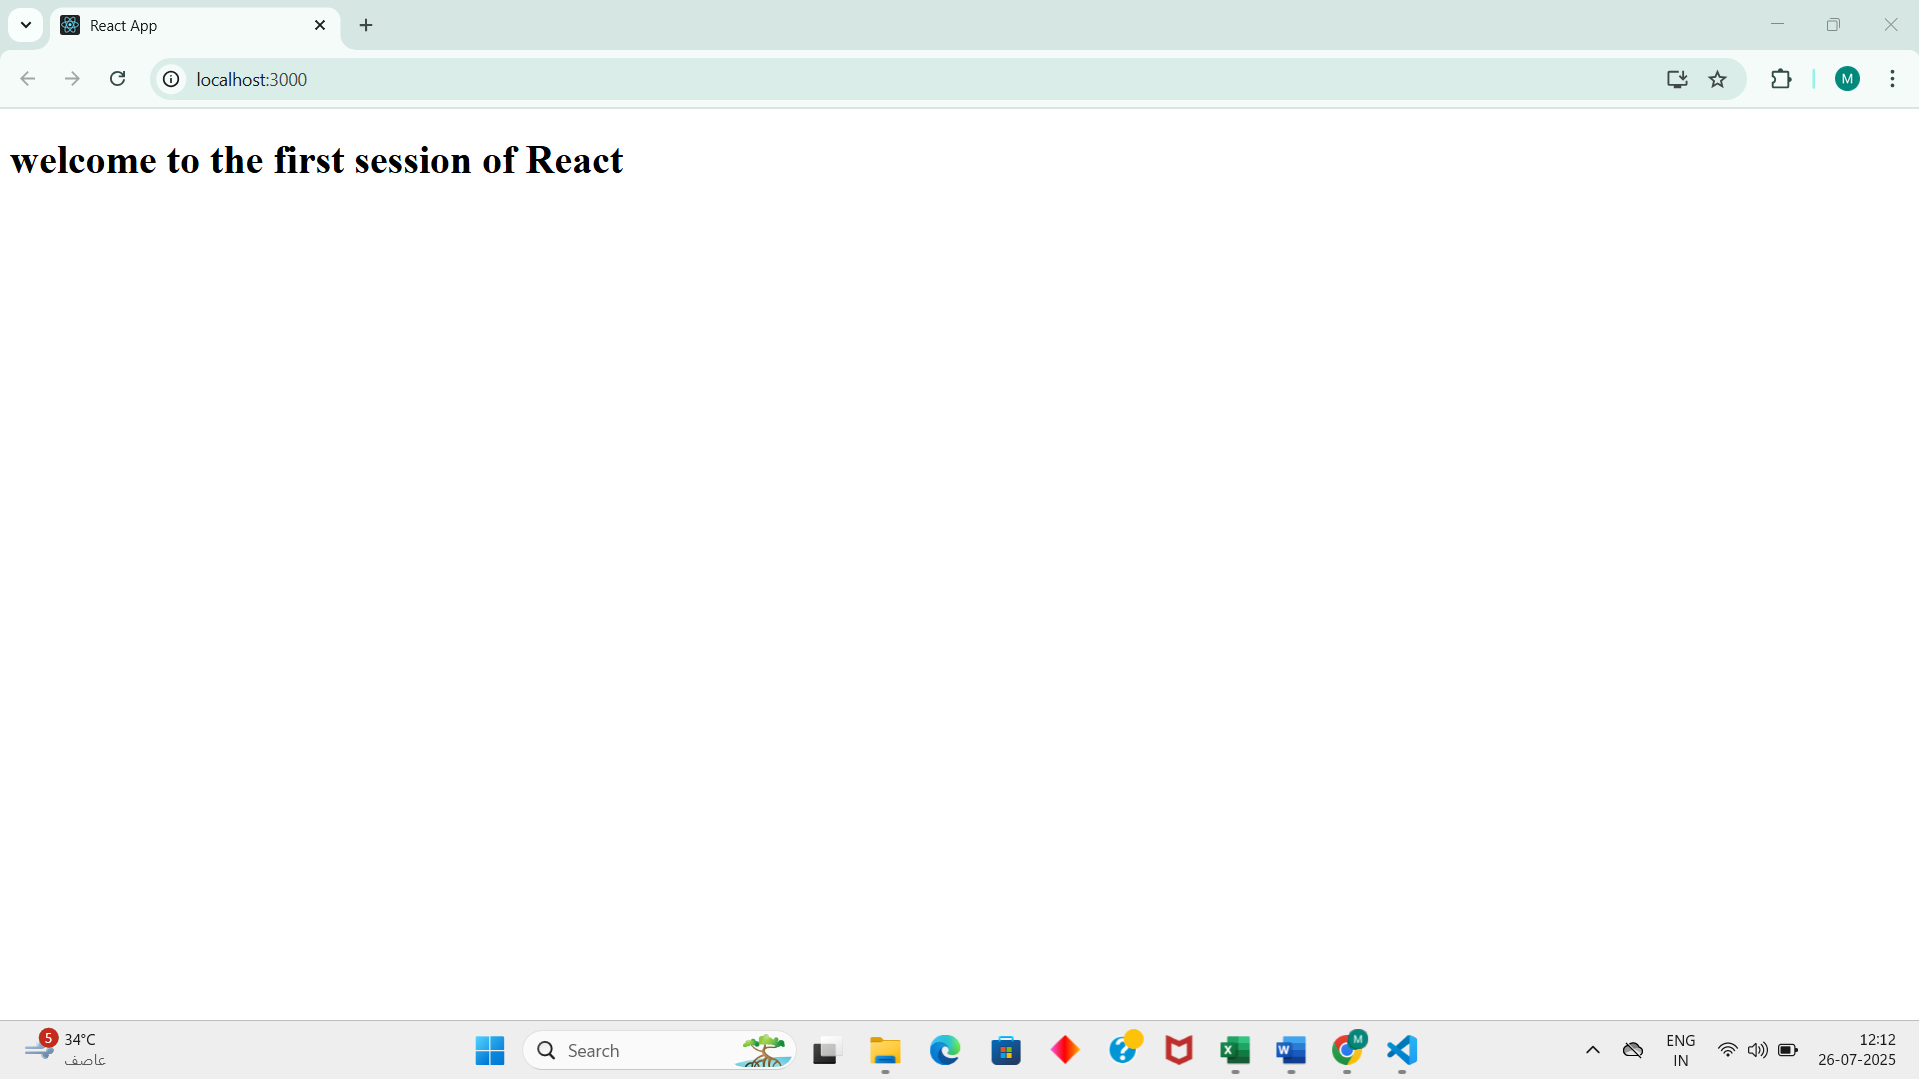 React App
localhost:3000
M
welcome to the first session of React
5
34°C
عاصف
Search
M
ENG
IN
12:12
26-07-2025